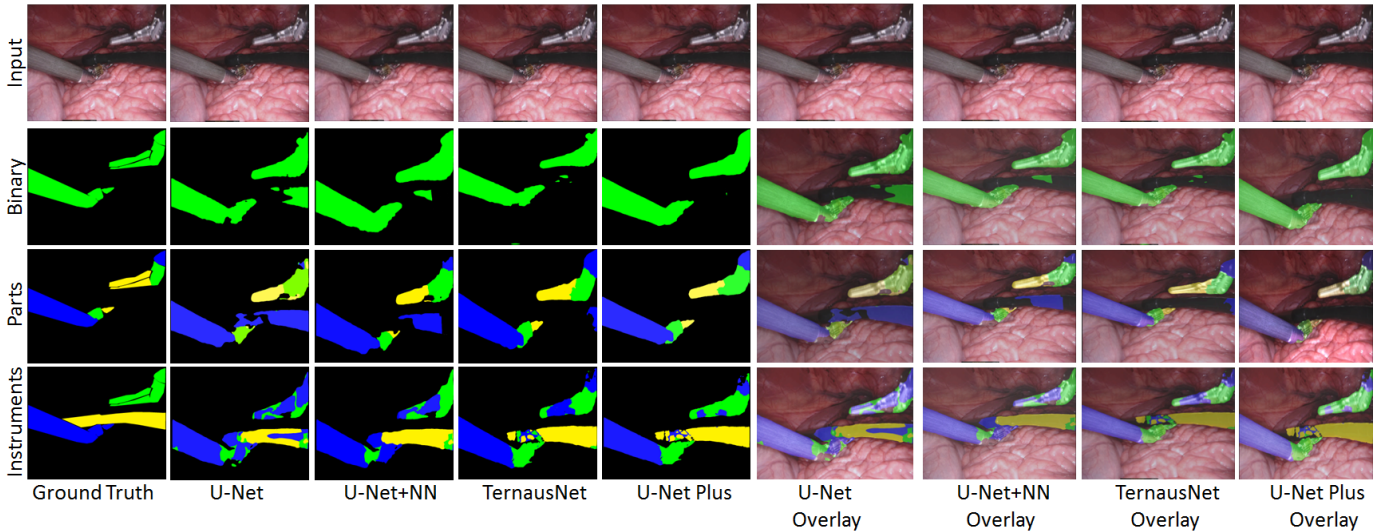 Input
Binary
Parts
Instruments
Ground Truth
U-Net
U-Net+NN
TernausNet
U-Net Plus
U-Net
Overlay
U-Net+NN
Overlay
TernausNet
Overlay
U-Net Plus
Overlay